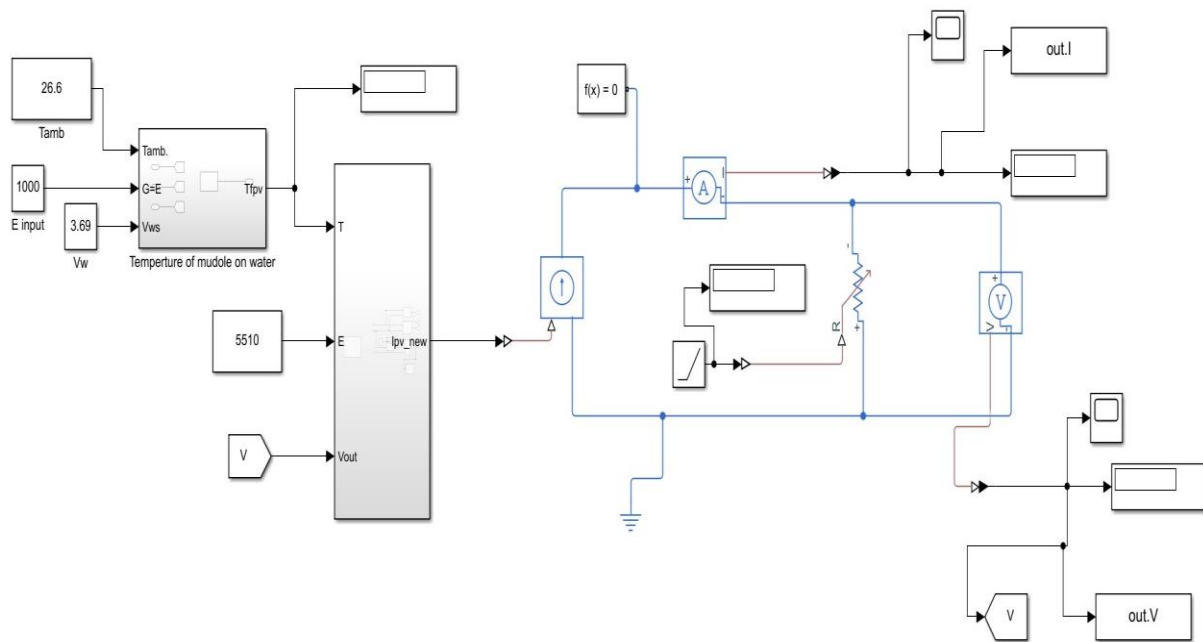 26.6
Tamb
1000
E input
3.69
Vw
Tamb.
G=E
Vws
Tfpv
Temperture of mudole on water
5510
V
T
E
Vout
Ipv_new
f(x) = 0
+
A
I
-
out.I
-
R
+
+
V
V
-
V
out.V